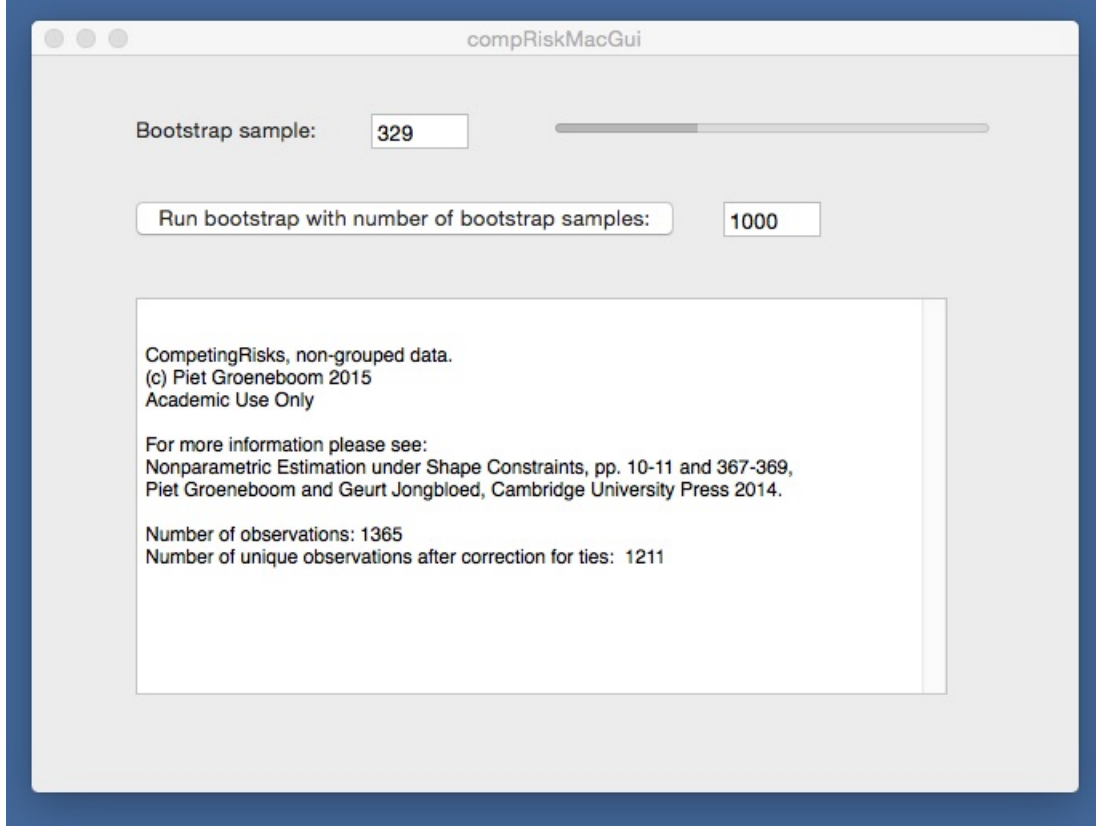 compRiskMacGui
Bootstrap sample: 329
Run bootstrap with number of bootstrap samples: 1000
CompetingRisks, non-grouped data.
(c) Piet Groeneboom 2015
Academic Use Only
For more information please see:
Nonparametric Estimation under Shape Constraints, pp. 10-11 and 367-369,
Piet Groeneboom and Geurt Jongbloed, Cambridge University Press 2014.
Number of observations: 1365
Number of unique observations after correction for ties:  1211